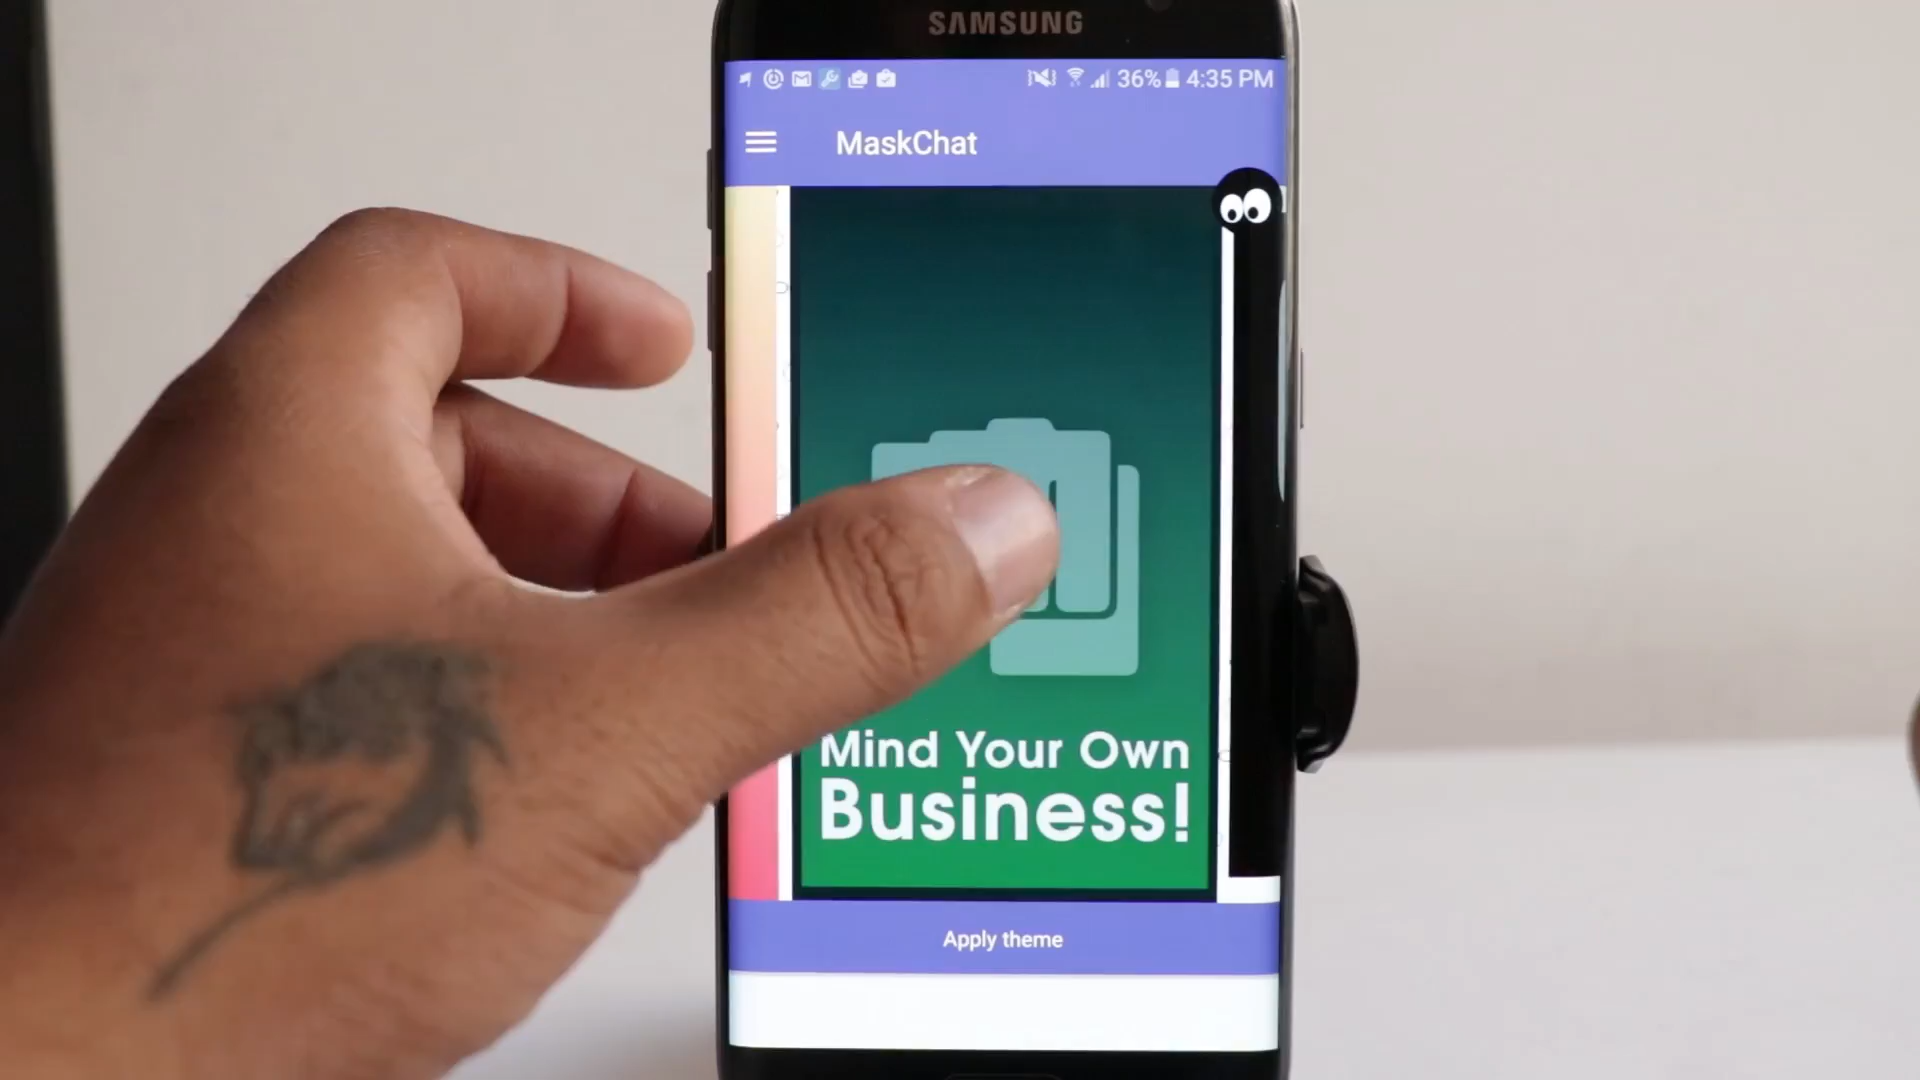 SAMSUNG
36% 4:35 PM
MaskChat
Mind Your Own
Business!
Apply theme